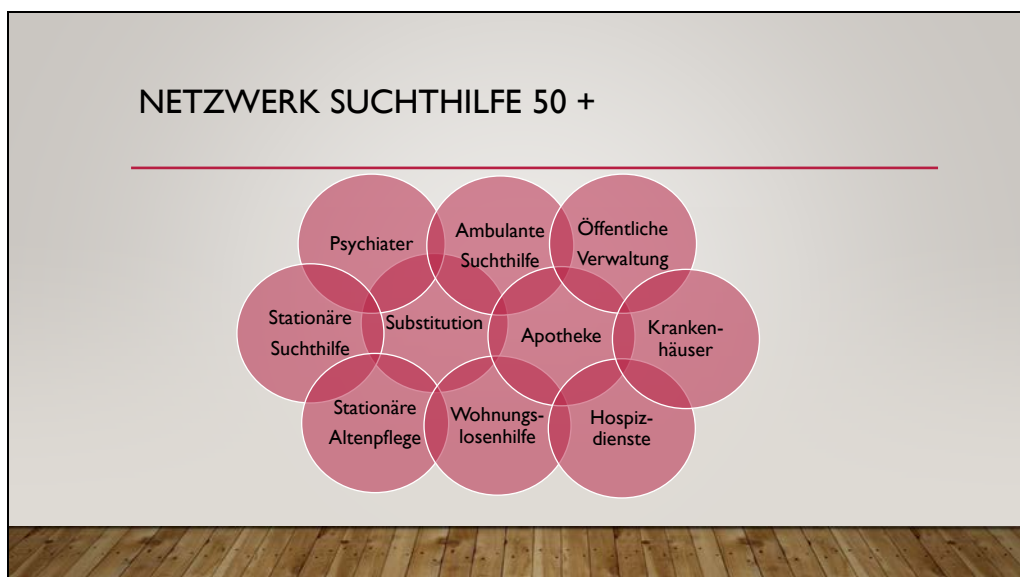 NETZWERK SUCHTHILFE 50 +
Psychiater
Ambulante
Suchthilfe
Öffentliche
Verwaltung
Stationäre
Suchthilfe
Substitution
Apotheke
Kranken-
häuser
Stationäre
Altenpflege
Wohnungs-
losenhilfe
Hospiz-
dienste